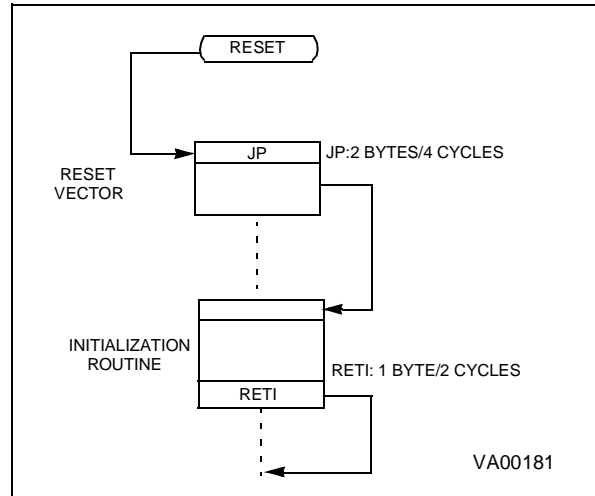 RESET
JP
JP:2 BYTES/4 CYCLES
RESET
VECTOR
INITIALIZATION
ROUTINE
RETI: 1 BYTE/2 CYCLES
RETI
VA00181